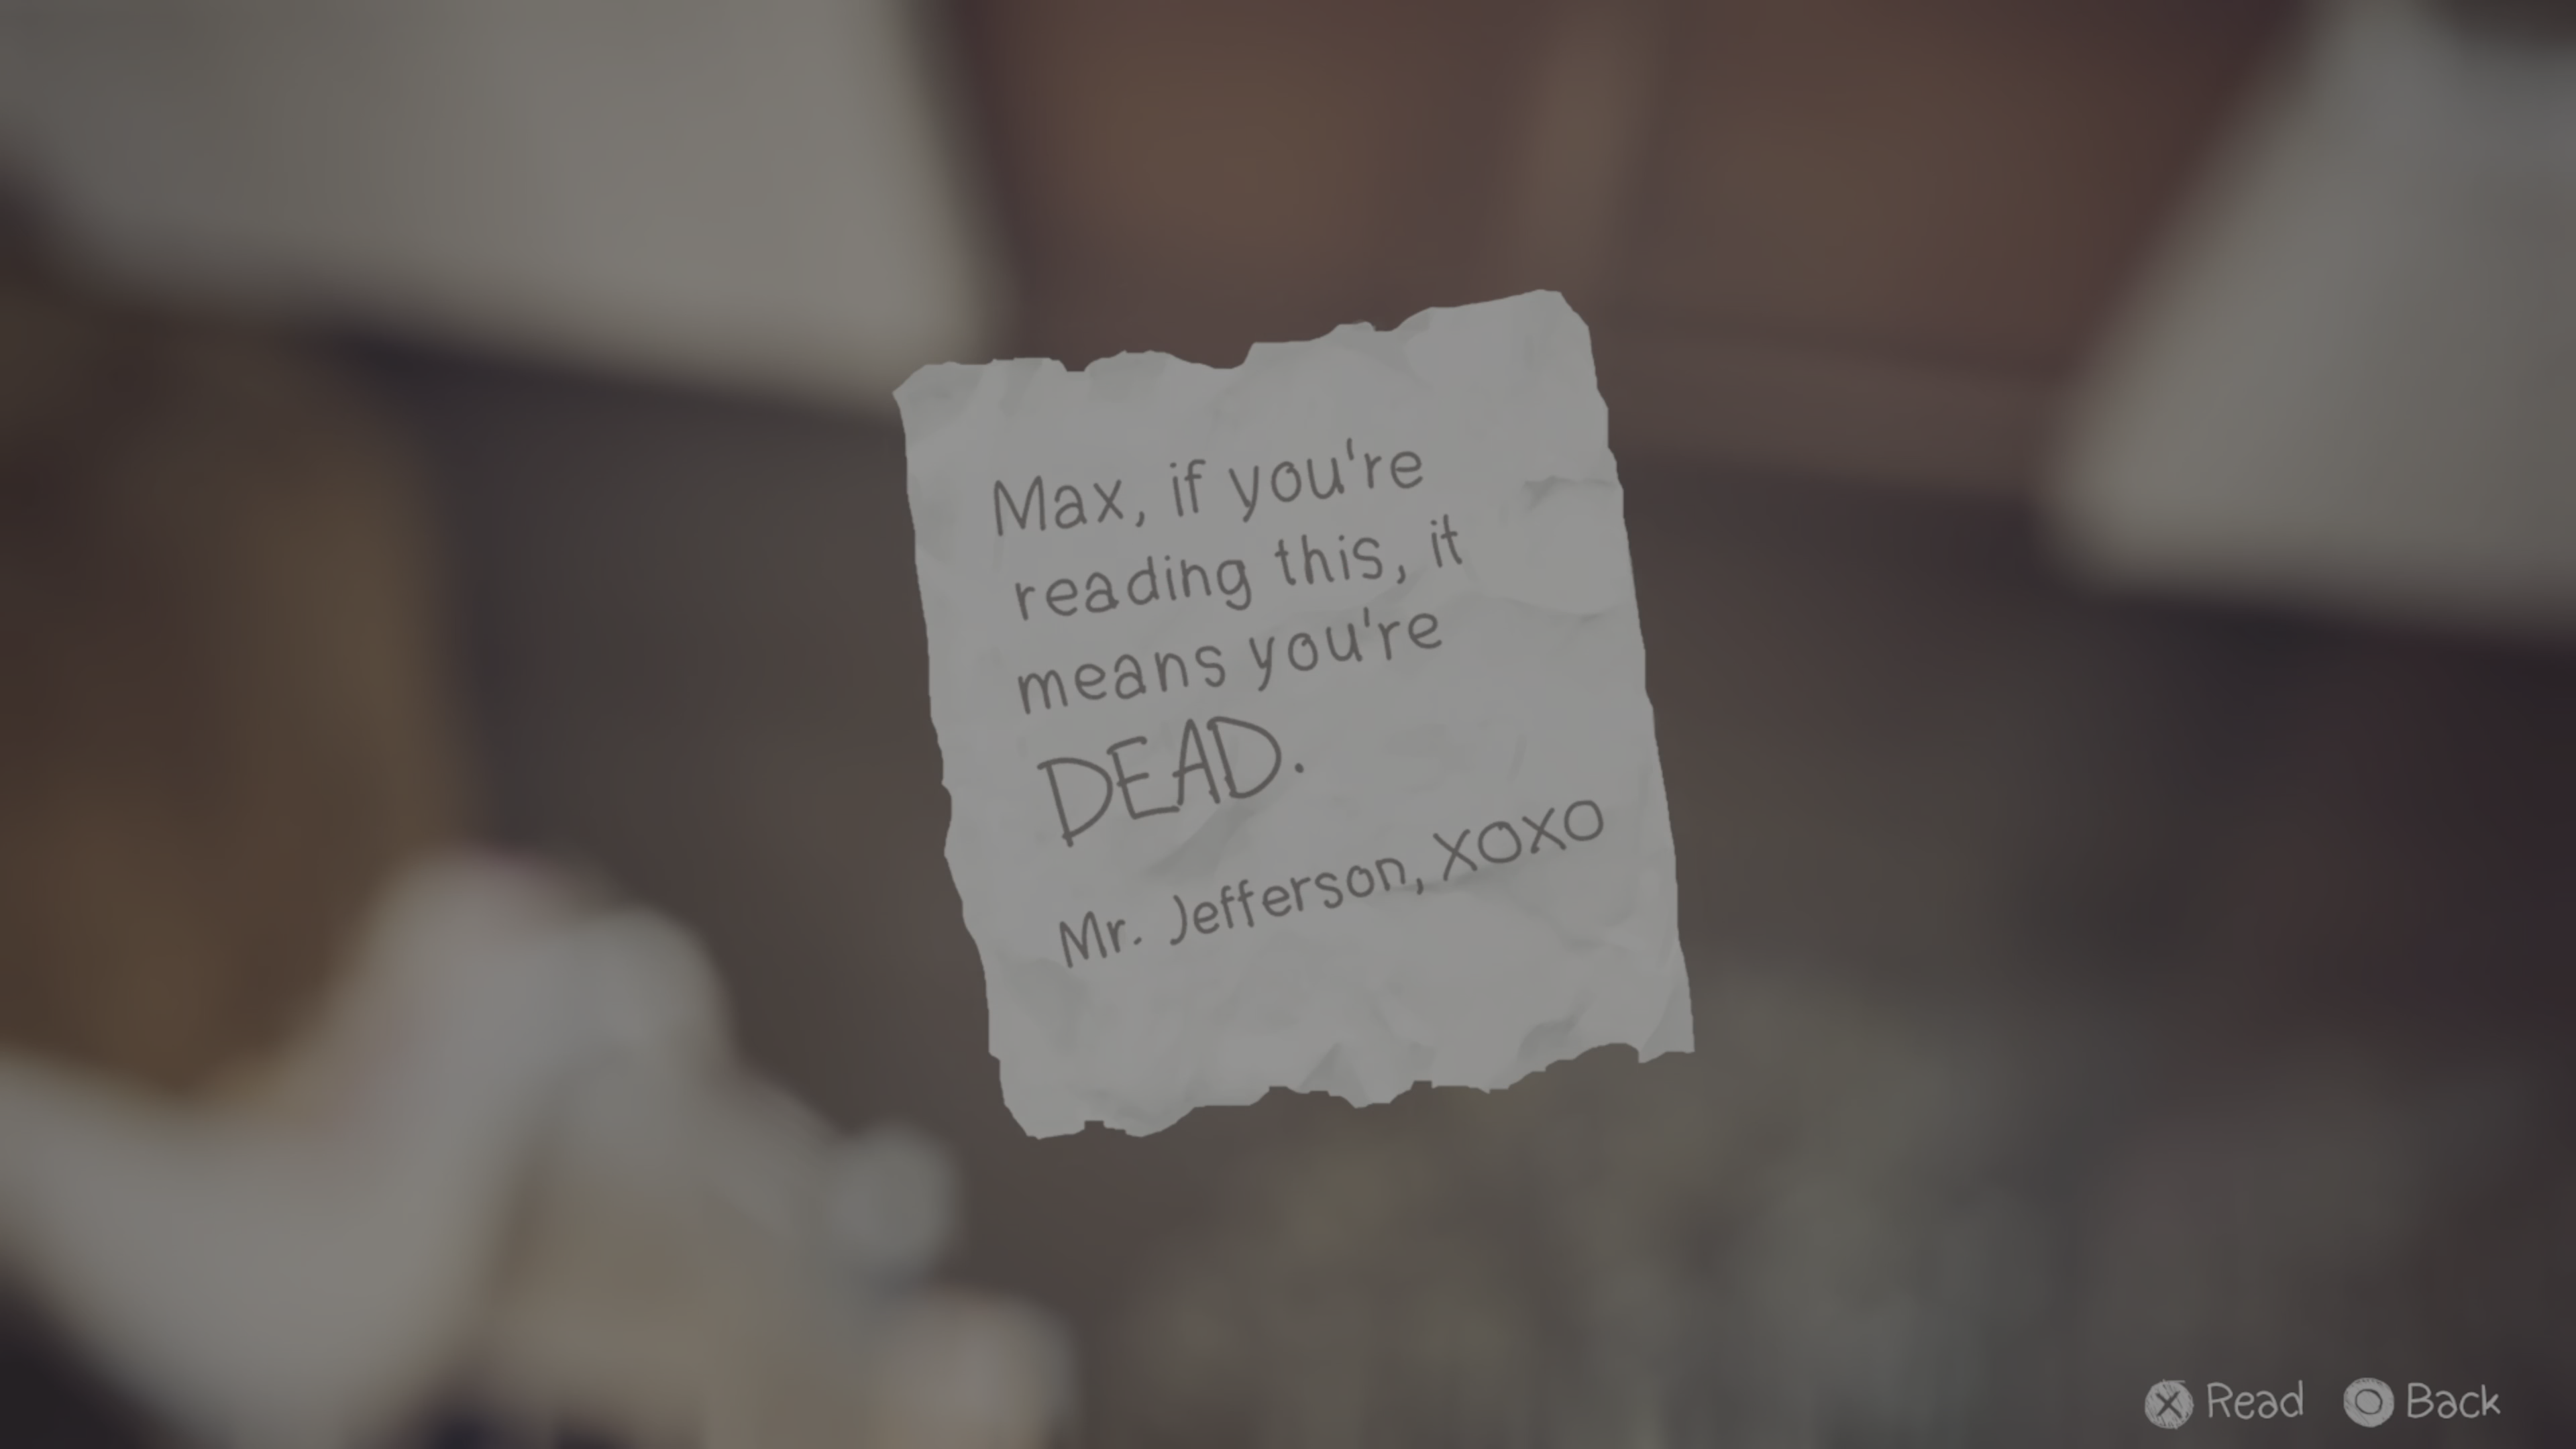 Max, if you're
reading this, it
means you're
DEAD.
Mr. Jefferson, XOXO
X Read O Back